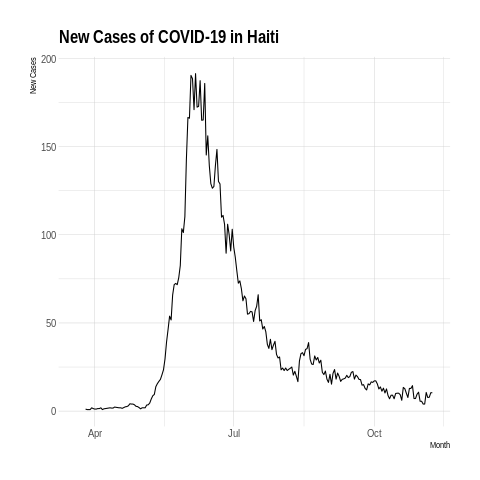 New Cases of COVID-19 in Haiti
New Cases
200
150
100
50
0
Apr
Jul
Oct
Month